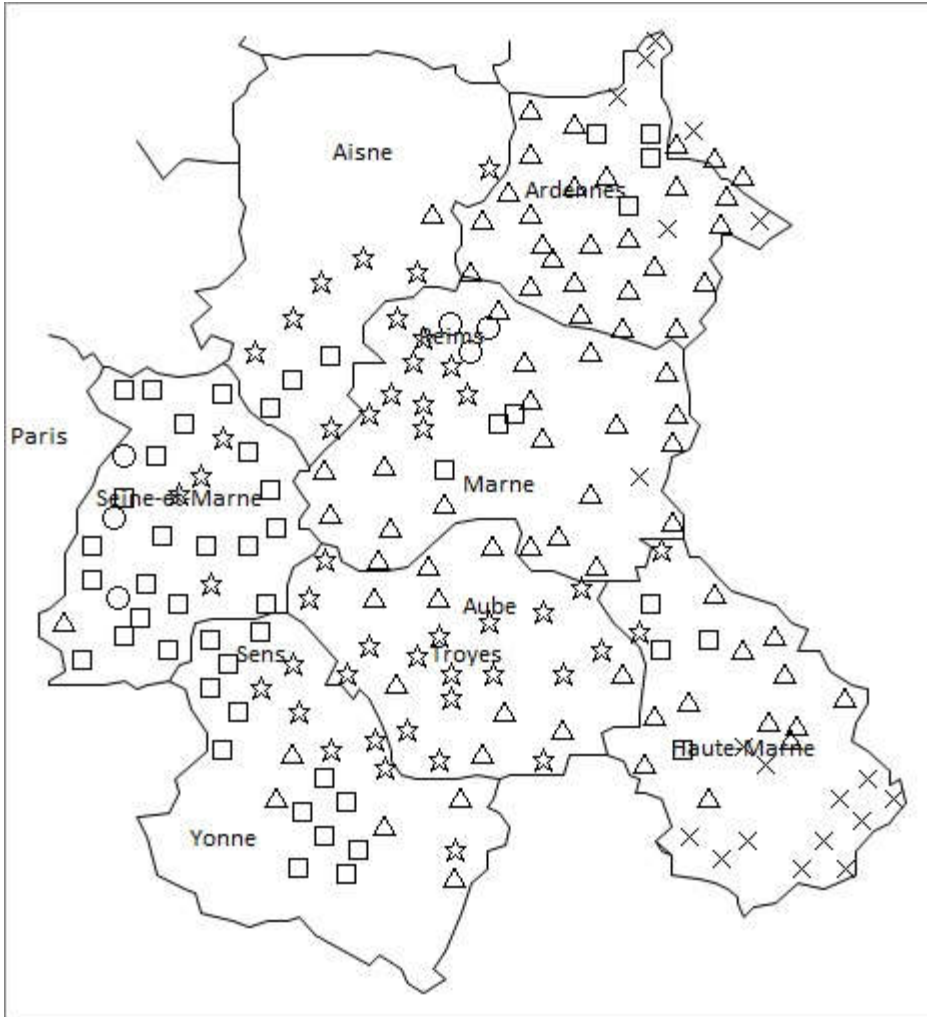 Aisne
Ardennes
Reims
Paris
Marne
Seine-et-Marne
Aube
Sens
Troyes
Haute-Marne
Yonne